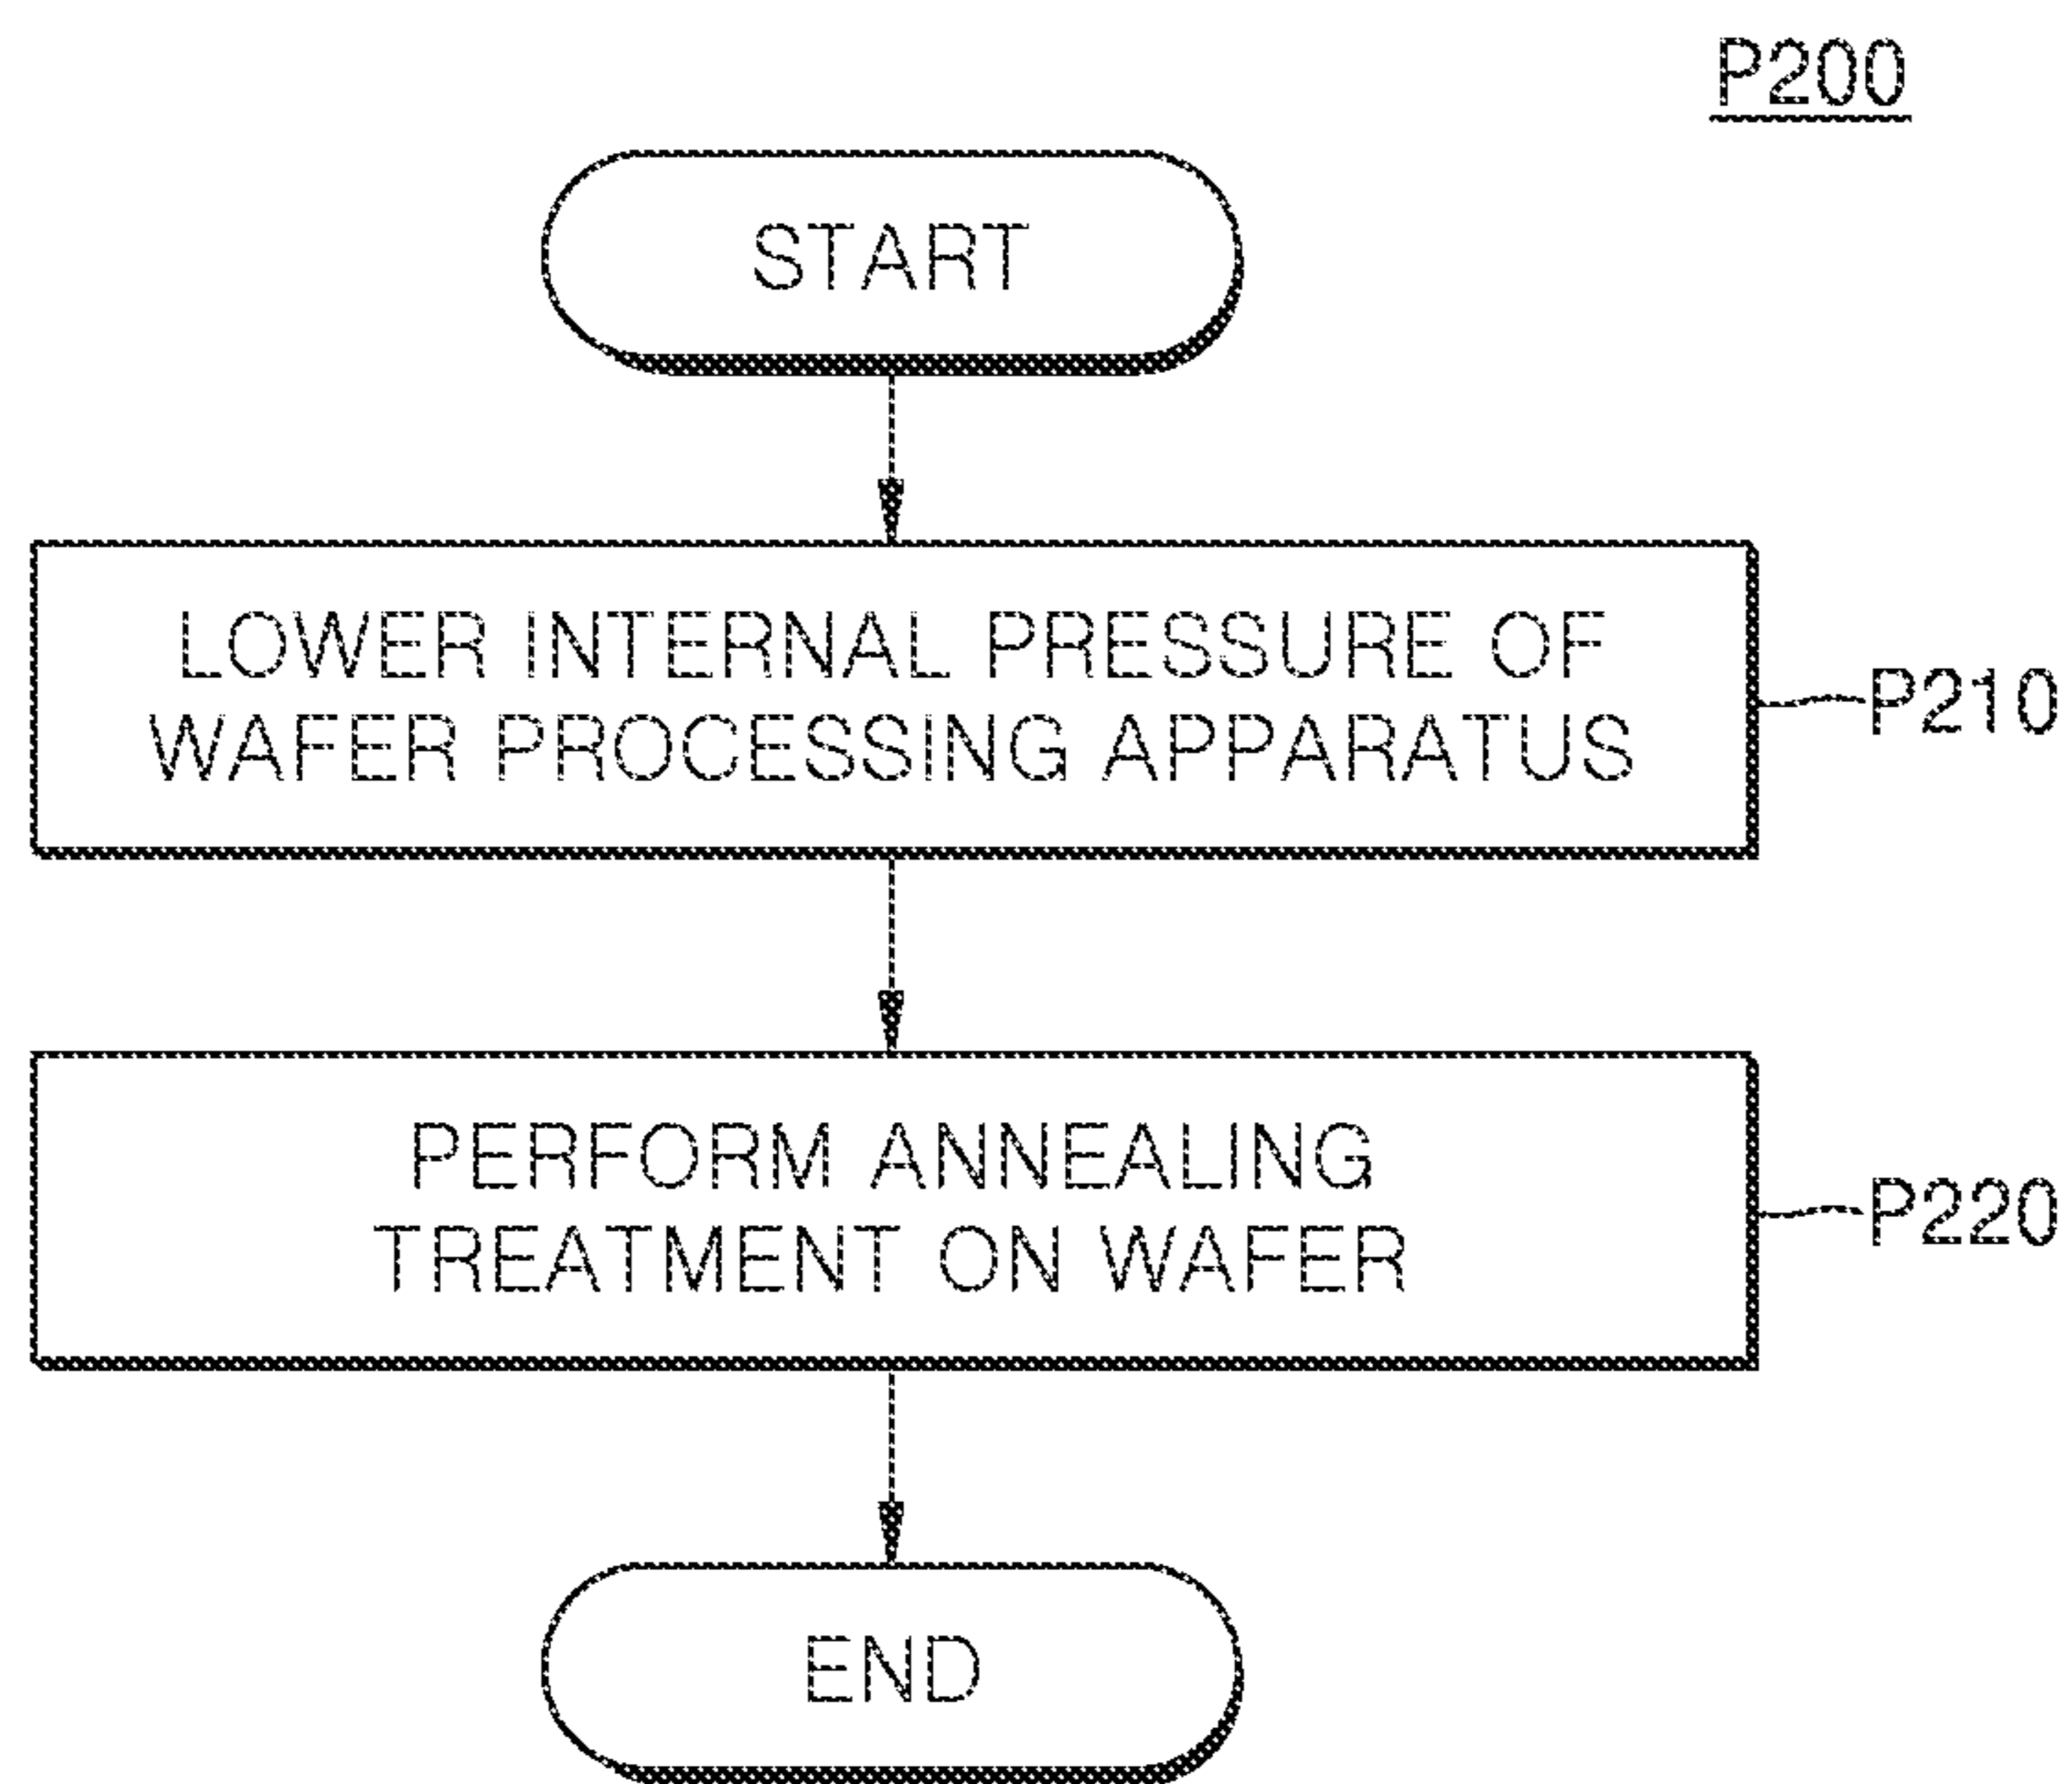 P200
START
LOWER INTERNAL PRESSURE OF
WAFER PROCESSING APPARATUS
P210
PERFORM ANNEALING
TREATMENT ON WAFER
P220
END